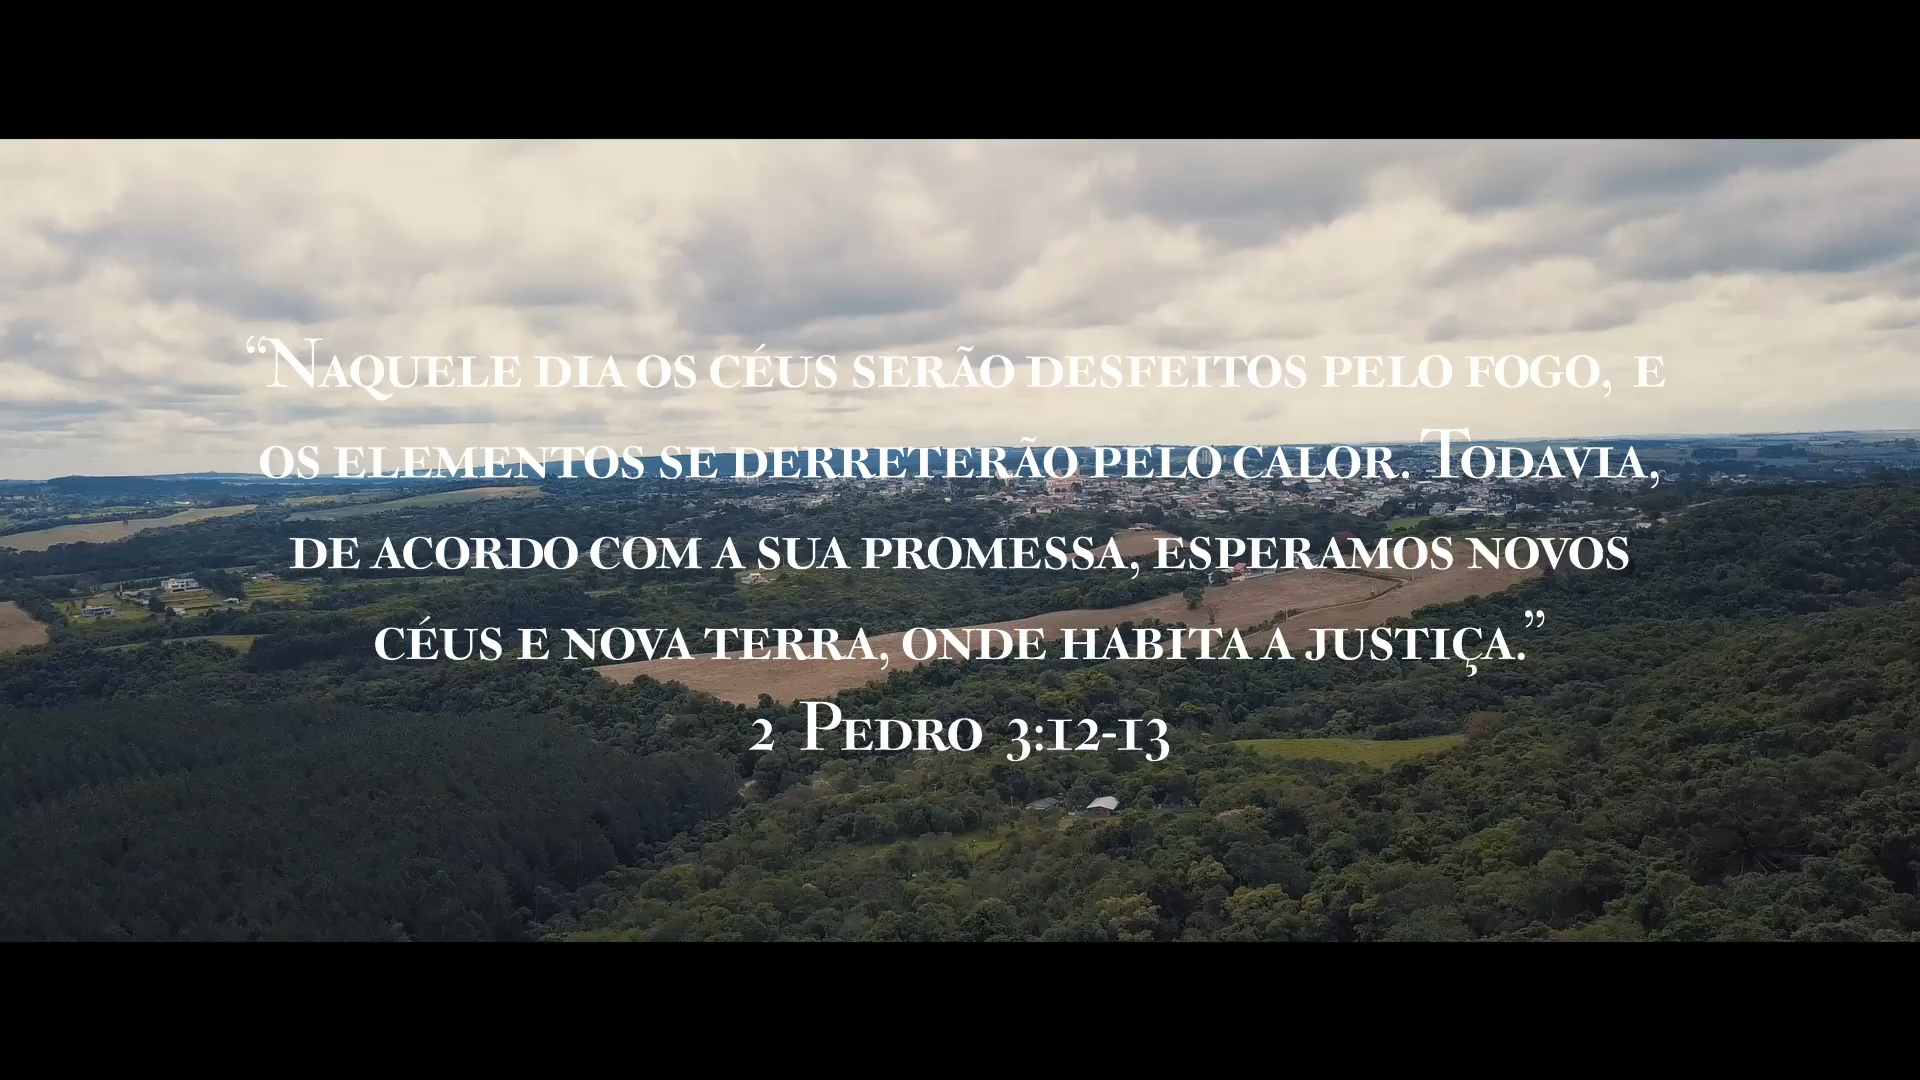 “Naquele dia os céus serão desfeitos pelo fogo, e
os elementos se derreterão pelo calor. Todavia,
de acordo com a sua promessa, esperamos novos
céus e nova terra, onde habita a justiça.”
2 Pedro 3:12-13